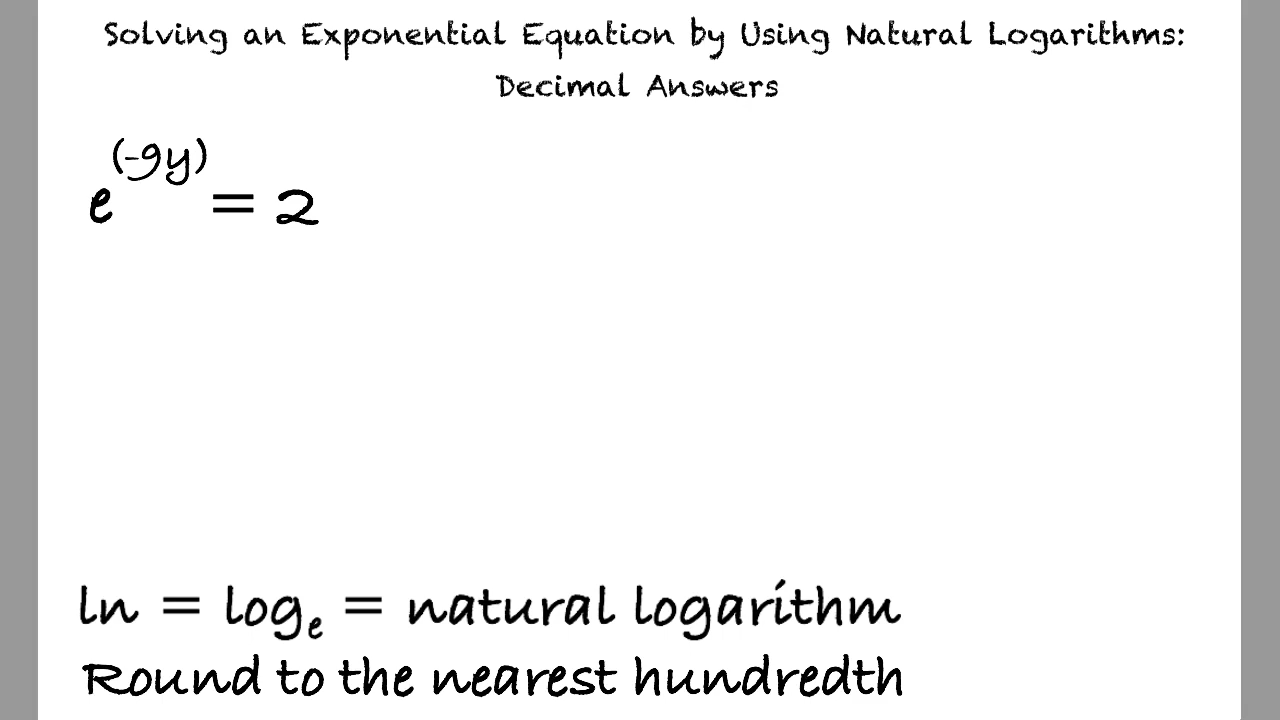 Solving an Exponential Equation by Using Natural Logarithms:
Decimal Answers
e^(-9y) = 2
ln = logₑ = natural logarithm
Round to the nearest hundredth